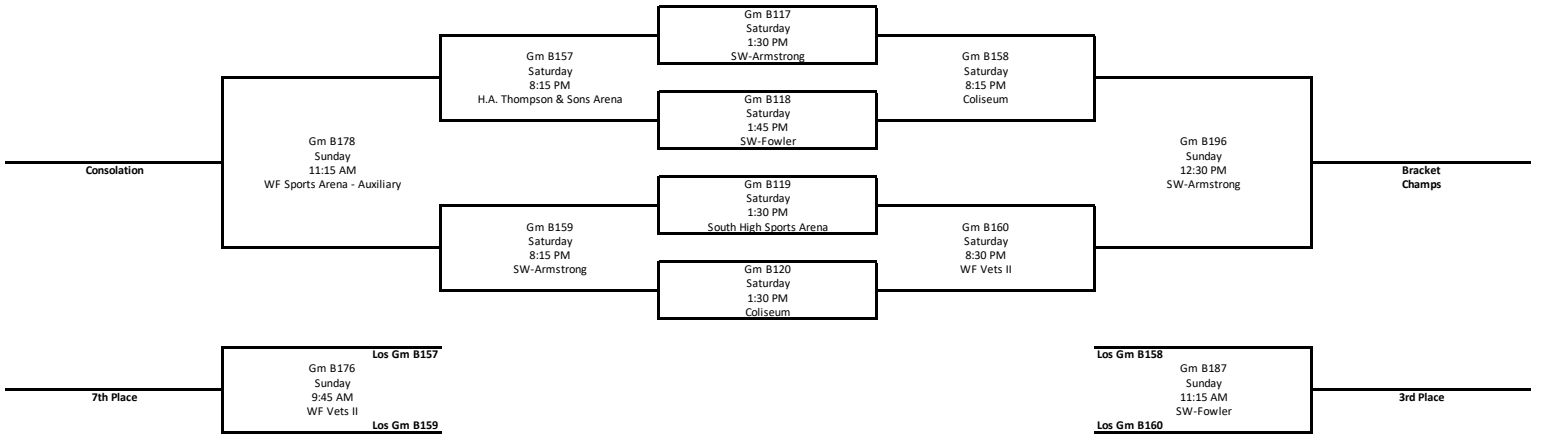 Gm B117
Saturday
1:30 PM
SW-Armstrong
Gm B157
Saturday
8:15 PM
H.A. Thompson & Sons Arena
Gm B158
Saturday
8:15 PM
Coliseum
Gm B118
Saturday
1:45 PM
SW-Fowler
Gm B178
Sunday
11:15 AM
WF Sports Arena - Auxiliary
Consolation
Gm B196
Sunday
12:30 PM
SW-Armstrong
Bracket
Champs
Gm B119
Saturday
1:30 PM
South High Sports Arena
Gm B159
Saturday
8:15 PM
SW-Armstrong
Gm B160
Saturday
8:30 PM
WF Vets II
Gm B120
Saturday
1:30 PM
Coliseum
Los Gm B157
Gm B176
Sunday
9:45 AM
WF Vets II
7th Place
Los Gm B159
Los Gm B158
Gm B187
Sunday
11:15 AM
SW-Fowler
3rd Place
Los Gm B160